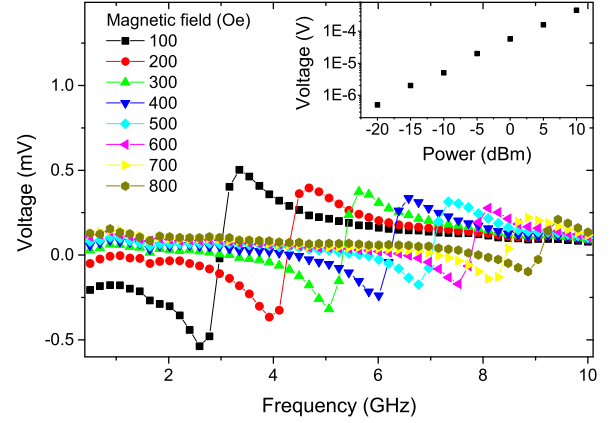 Magnetic field (Oe)
100
200
300
400
500
600
700
800
1.0
0.5
0.0
-0.5
Voltage (mV)
2
4
6
8
10
Frequency (GHz)
1E-4
1E-5
1E-6
Voltage (V)
-20 -15 -10 -5 0 5 10
Power (dBm)